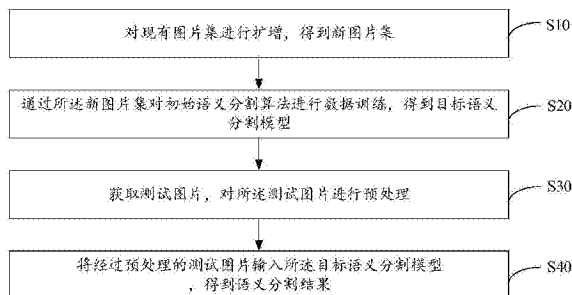 对现有图片集进行扩增，得到新图片集
S10
通过所述新图片集对初始语义分割算法进行数据训练，得到目标语义
分割模型
S20
获取测试图片，对所述测试图片进行预处理
S30
将经过预处理的测试图片输入所述目标语义分割模型
，得到语义分割结果
S40